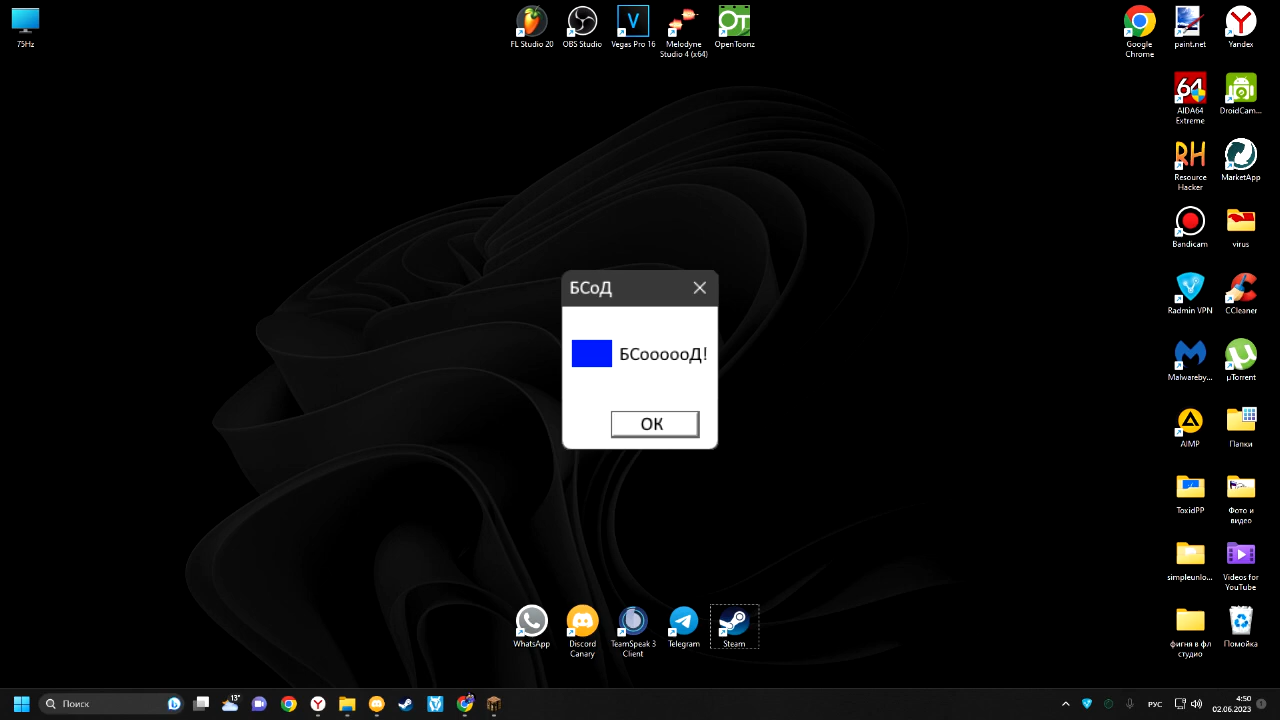 75Hz
FL Studio 20
OBS Studio
Vegas Pro 16
Melodyne
Studio 4 (x64)
OpenToonz
Google
Chrome
paint.net
Yandex
AIDA64
Extreme
DroidCam...
Resource
Hacker
MarketApp
Bandicam
virus
Radmin VPN
CCleaner
Malwareby...
µTorrent
AIMP
Папки
ToxidPP
Фото и
видео
simpleunlo...
Videos for
YouTube
фигня в фл
студио
Помойка
БСоД
БСоооооД!
ОК
WhatsApp
Discord
Canary
TeamSpeak 3
Client
Telegram
Steam
Поиск
13°
РУС
4:50
02.06.2023